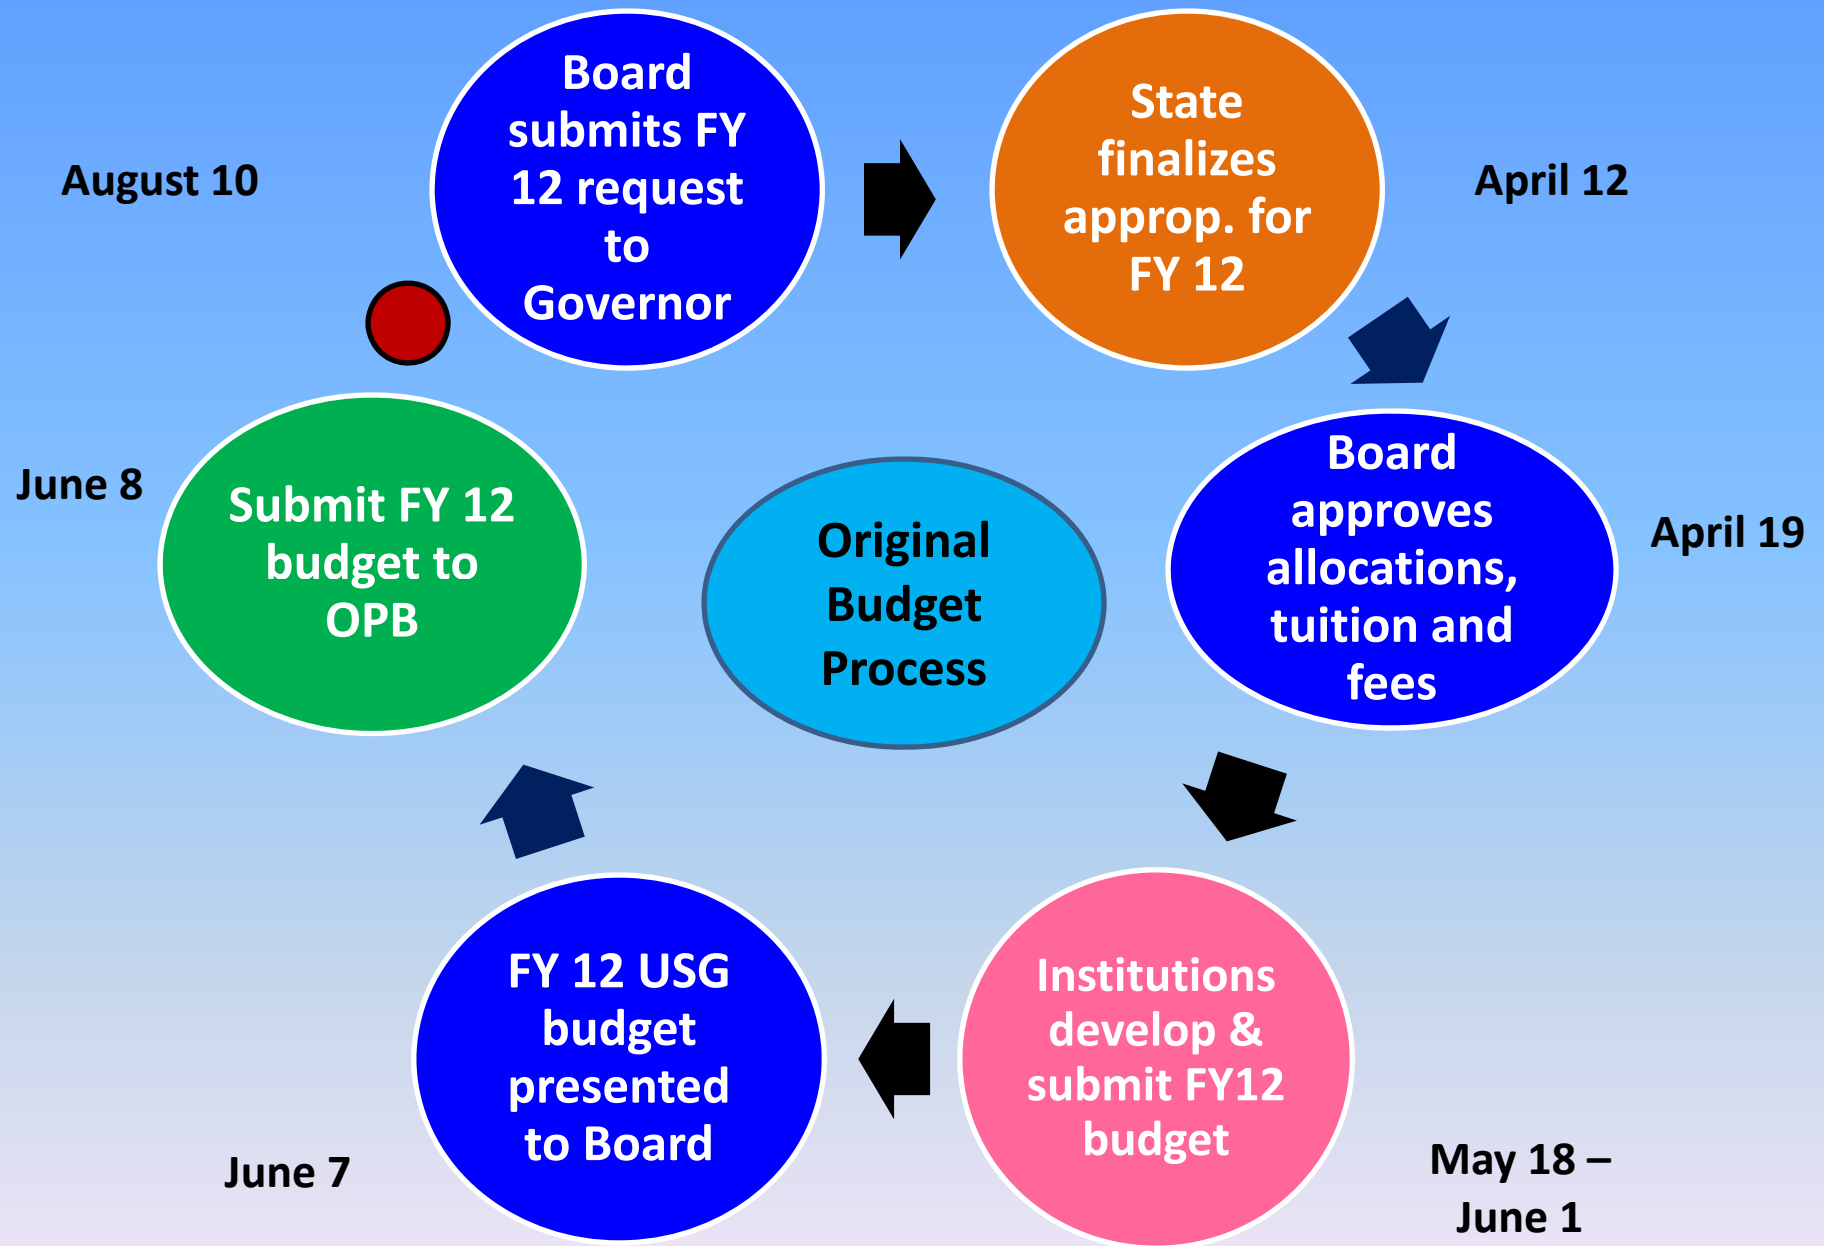 August 10
Board
submits FY
12 request
to
Governor
State
finalizes
approp. for
FY 12
April 12
Board
approves
allocations,
tuition and
fees
April 19
Institutions
develop &
submit FY12
budget
May 18 –
June 1
FY 12 USG
budget
presented
to Board
June 7
Submit FY 12
budget to
OPB
June 8
Original
Budget
Process